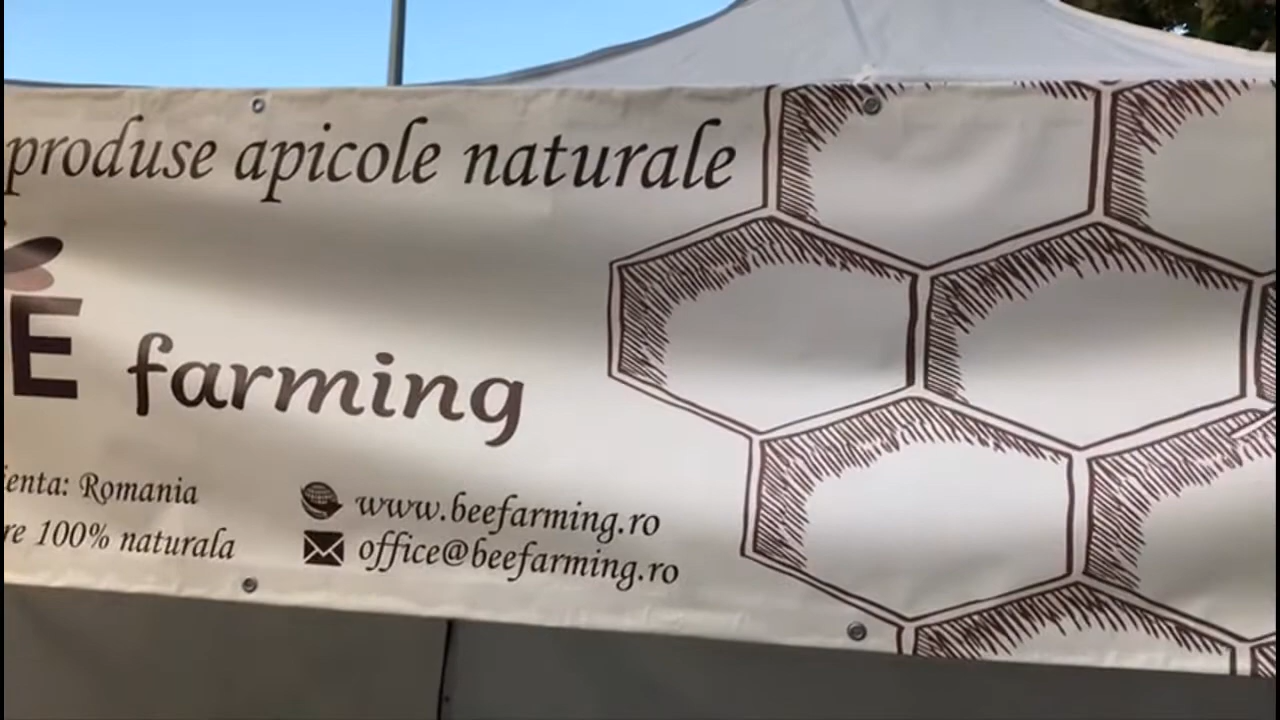 produse apicole naturale
E farming
ienta: Romania
re 100% naturala
www.beefarming.ro
office@beefarming.ro